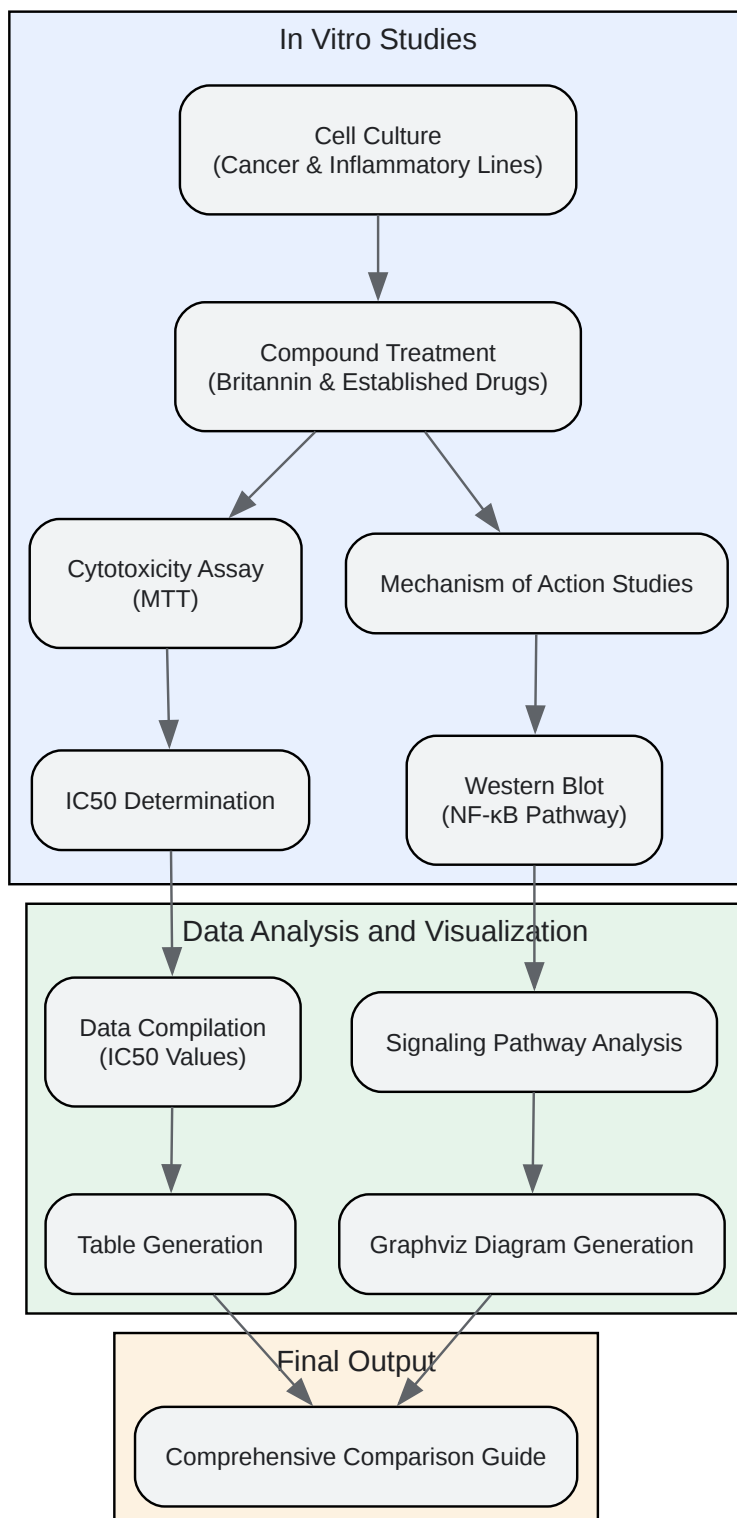 In Vitro Studies
Cell Culture
(Cancer & Inflammatory Lines)
Compound Treatment
(Britannin & Established Drugs)
Cytotoxicity Assay
(MTT)
Mechanism of Action Studies
IC50 Determination
Western Blot
(NF-κB Pathway)
Data Analysis and Visualization
Data Compilation
(IC50 Values)
Signaling Pathway Analysis
Table Generation
Graphviz Diagram Generation
Final Output
Comprehensive Comparison Guide